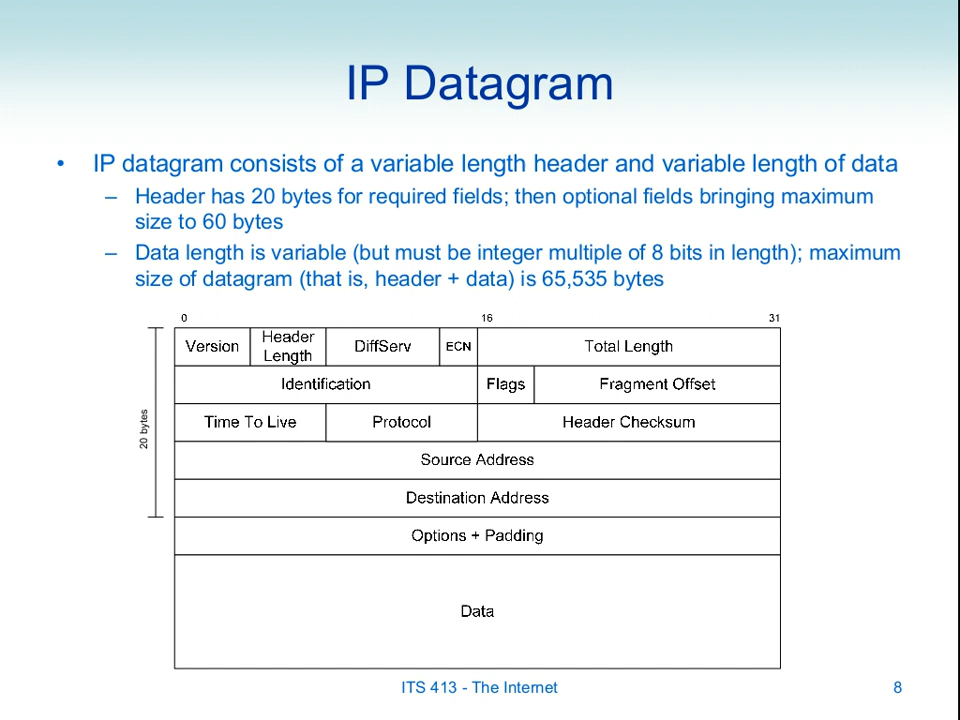 IP Datagram
• IP datagram consists of a variable length header and variable length of data
– Header has 20 bytes for required fields; then optional fields bringing maximum
size to 60 bytes
– Data length is variable (but must be integer multiple of 8 bits in length); maximum
size of datagram (that is, header + data) is 65,535 bytes
0 16 31
Version Header Length DiffServ ECN Total Length
Identification Flags Fragment Offset
20 bytes
Time To Live Protocol Header Checksum
Source Address
Destination Address
Options + Padding
Data
ITS 413 - The Internet 8